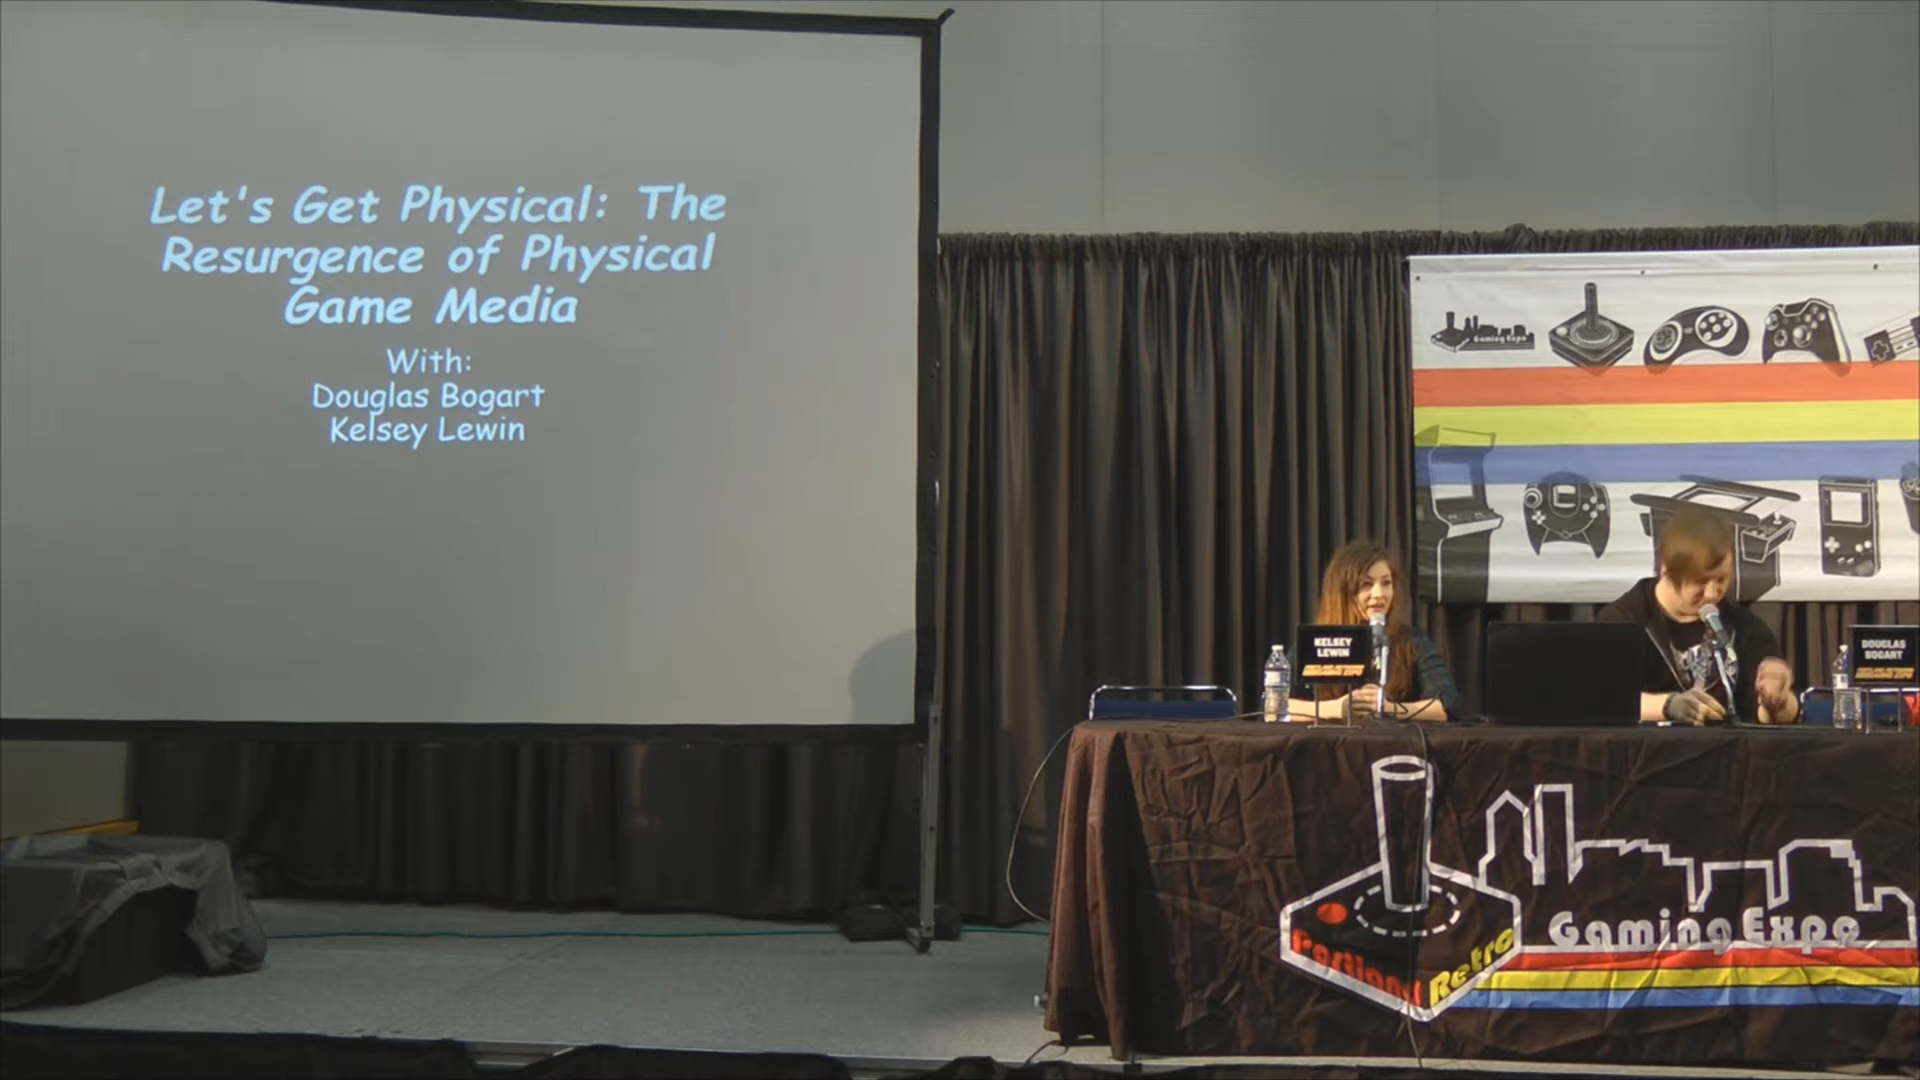 Let's Get Physical: The
Resurgence of Physical
Game Media
With:
Douglas Bogart
Kelsey Lewin
Gaming Expo
KELSEY
LEWIN
DOUGLAS
BOGART
Portland Retro
Gaming Expo